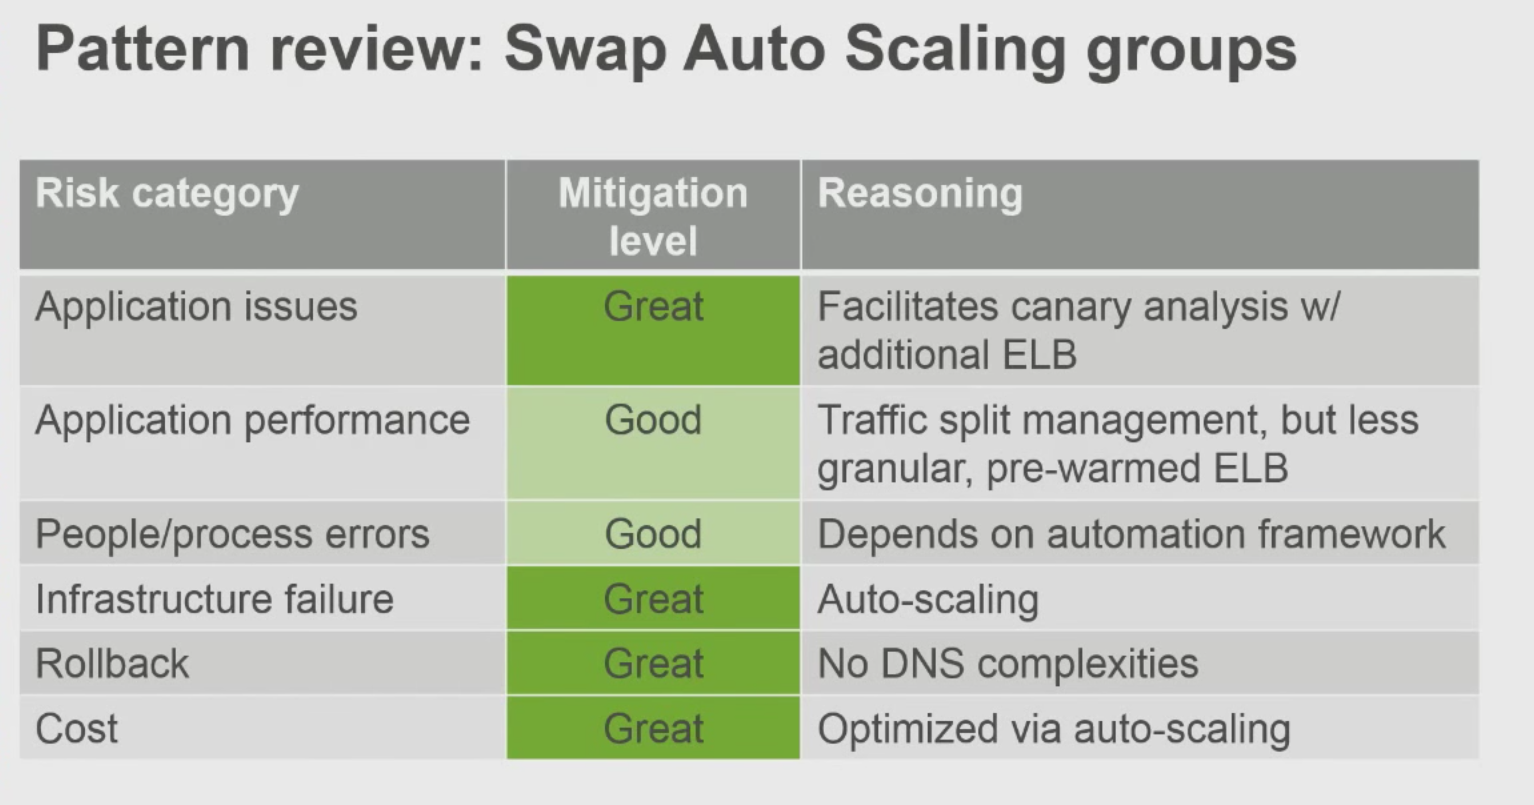 Pattern review: Swap Auto Scaling groups
Risk category
Mitigation
level
Reasoning
Application issues
Great
Facilitates canary analysis w/
additional ELB
Application performance
Good
Traffic split management, but less
granular, pre-warmed ELB
People/process errors
Good
Depends on automation framework
Infrastructure failure
Great
Auto-scaling
Rollback
Great
No DNS complexities
Cost
Great
Optimized via auto-scaling